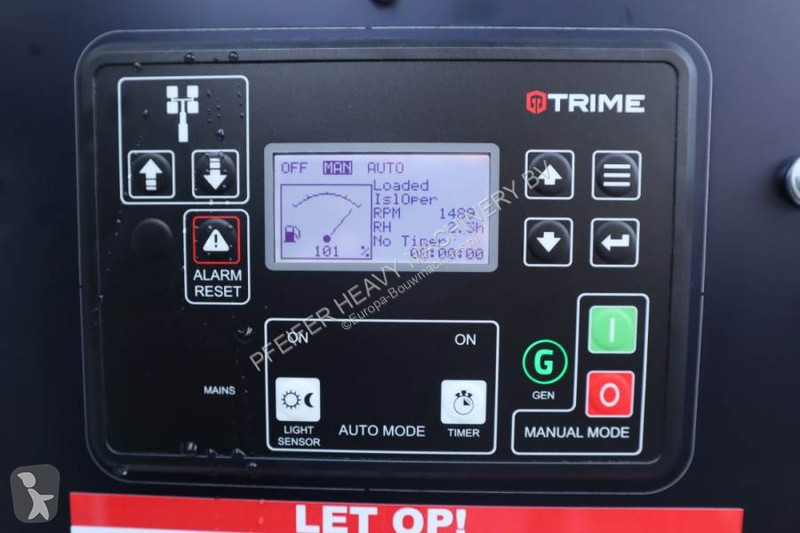 TRIME
OFF MAN AUTO
Loaded
IslOper
RPM 1489
RH 2.3h
No Timer
00:00:00
101 %
ALARM
RESET
ON
ON
MAINS
LIGHT
SENSOR
AUTO MODE
TIMER
G
GEN
I
O
MANUAL MODE
PFEIFER HEAVY MACHINERY BV
©Europa-Bouwmachines.com
LET OP!